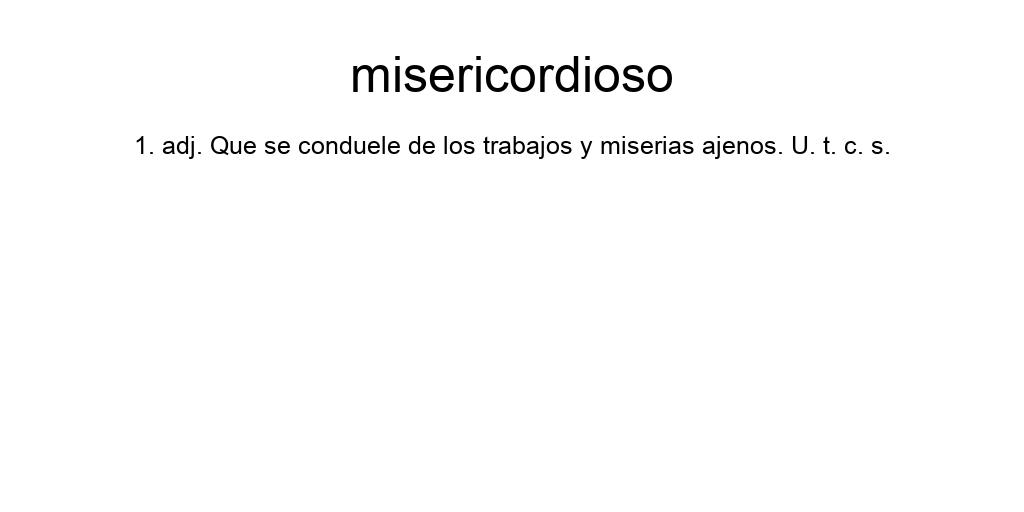 misericordioso
1. adj. Que se conduele de los trabajos y miserias ajenos. U. t. c. s.